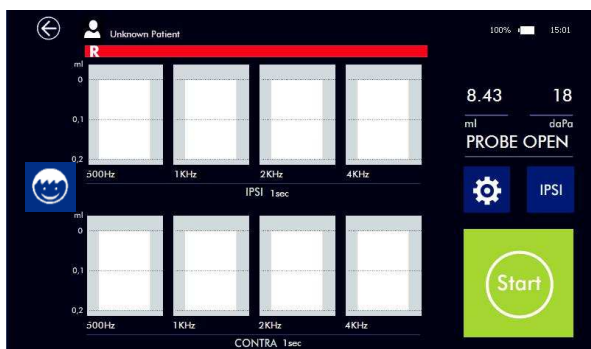 Unknown Patient
100% 15:01
R
ml
0
0,1
0,2
500Hz 1KHz 2KHz 4KHz
IPSI 1sec
8.43 18
ml daPa
PROBE OPEN
IPSI
ml
0
0,1
0,2
500Hz 1KHz 2KHz 4KHz
CONTRA 1sec
Start